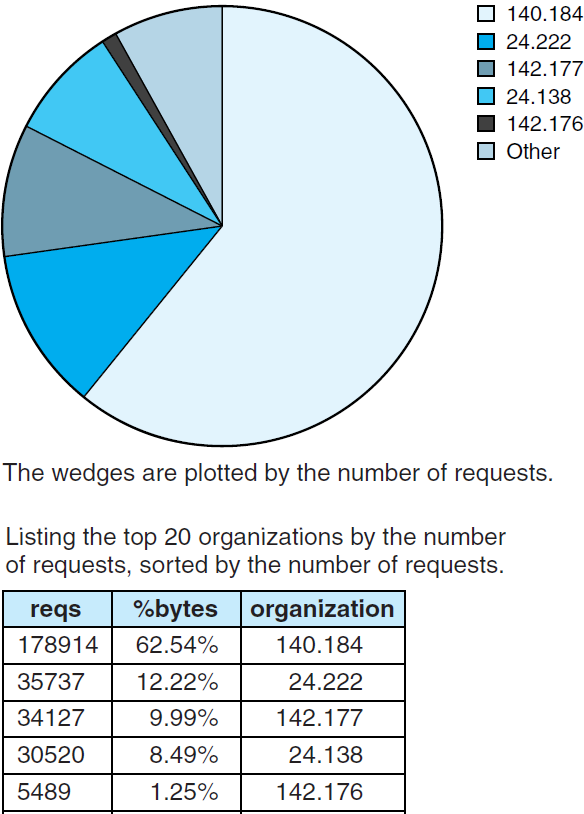 140.184
24.222
142.177
24.138
142.176
Other
The wedges are plotted by the number of requests.
Listing the top 20 organizations by the number
of requests, sorted by the number of requests.
reqs %bytes organization
178914 62.54% 140.184
35737 12.22% 24.222
34127 9.99% 142.177
30520 8.49% 24.138
5489 1.25% 142.176